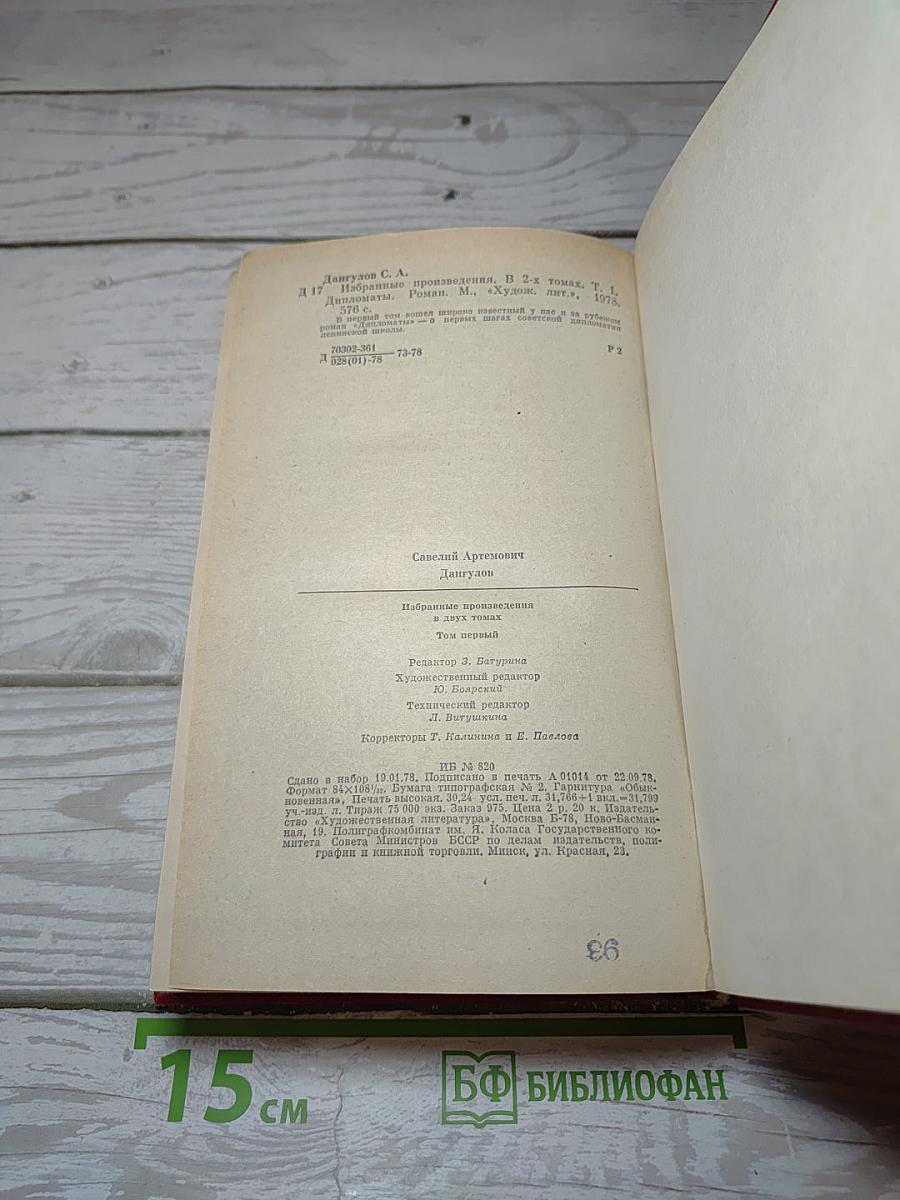 Дангулов С. А.
Д 17 Избранные произведения. В 2-х томах. Т. I.
Дипломаты. Роман. М., «Худож. лит.», 1978.
576 с.
В первый том вошел широко известный у нас и за рубежом
роман «Дипломаты» — о первых шагах советской дипломатии
ленинской школы.
Д 70302-361
028(01)-78 73-78
Р 2
Савелий Артемович
Дангулов
Избранные произведения
в двух томах
Том первый
Редактор З. Батурина
Художественный редактор
Ю. Боярский
Технический редактор
Л. Витушкина
Корректоры Т. Калинина и Е. Павлова
ИБ № 820
Сдано в набор 19.01.78. Подписано в печать А 01014 от 22.09.78.
Формат 84×108¹/₃₂. Бумага типографская № 2. Гарнитура «Обык-
новенная», Печать высокая. 30,24 усл. печ. л. 31,766+1 вкл.=31,799
уч.-изд. л. Тираж 75 000 экз. Заказ 975. Цена 2 р. 20 к. Издатель-
ство «Художественная литература», Москва Б-78, Ново-Басман-
ная, 19. Полиграфкомбинат им. Я. Коласа Государственного ко-
митета Совета Министров БССР по делам издательств, поли-
графии и книжной торговли. Минск, ул. Красная, 23.
93
15 см
БФ БИБЛИОФАН